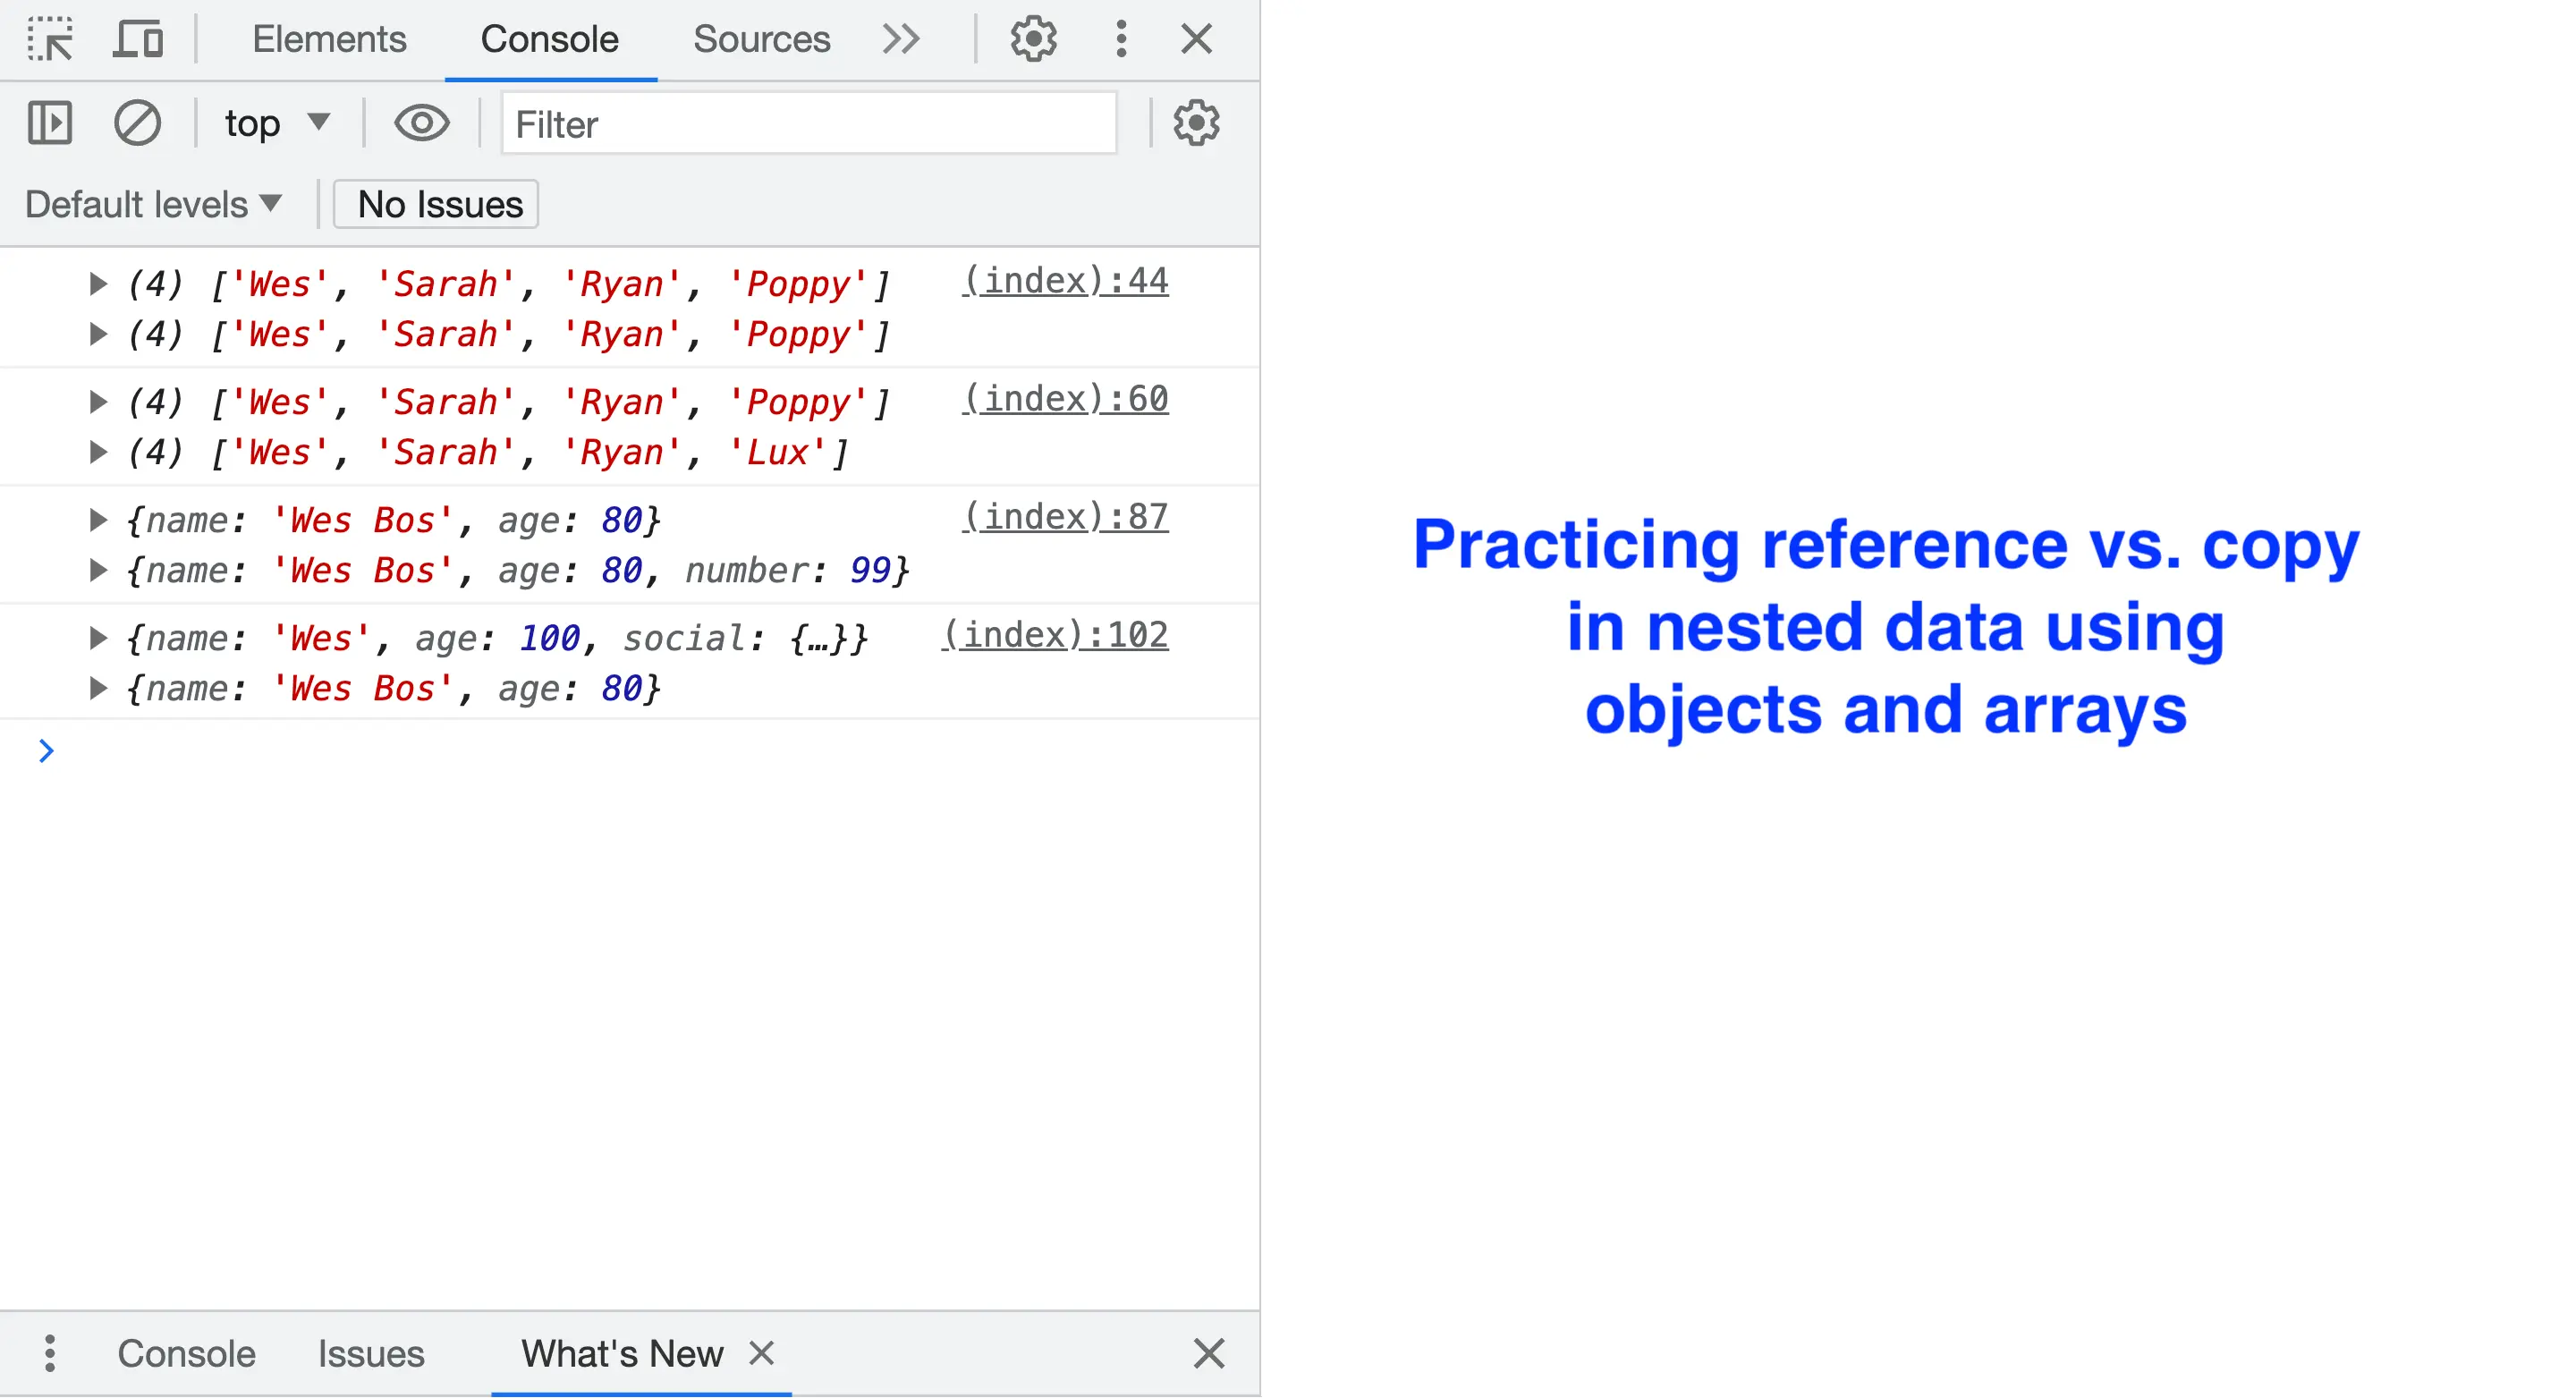 Elements Console Sources
top Filter
Default levels No Issues
(4) ['Wes', 'Sarah', 'Ryan', 'Poppy'] (index):44
(4) ['Wes', 'Sarah', 'Ryan', 'Poppy']
(4) ['Wes', 'Sarah', 'Ryan', 'Poppy'] (index):60
(4) ['Wes', 'Sarah', 'Ryan', 'Lux']
{name: 'Wes Bos', age: 80} (index):87
{name: 'Wes Bos', age: 80, number: 99}
{name: 'Wes', age: 100, social: {…}} (index):102
{name: 'Wes Bos', age: 80}
Console Issues What's New
Practicing reference vs. copy
in nested data using
objects and arrays